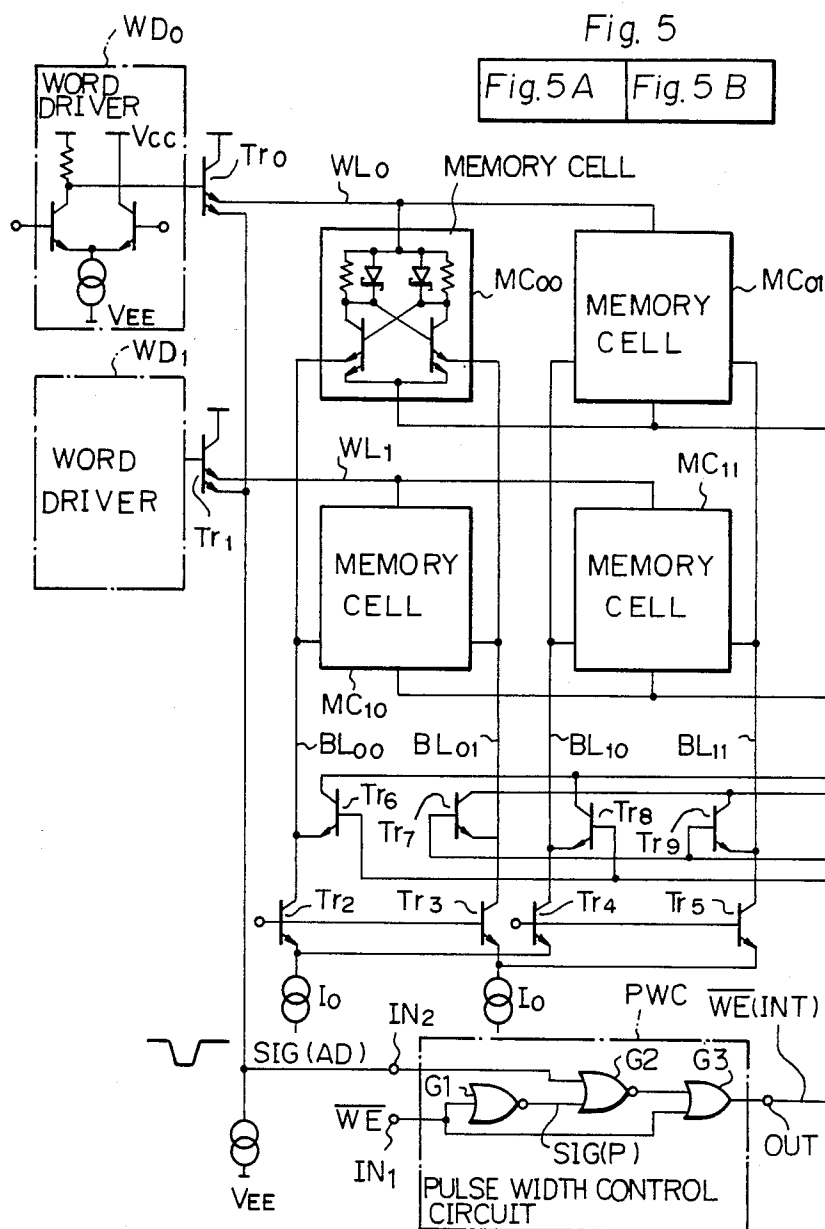 Fig. 5
Fig. 5A Fig. 5B
WD0
WORD
DRIVER
VCC
Tr0
VEE
WL0
MEMORY CELL
MC00
MEMORY
CELL
MC01
WD1
WORD
DRIVER
Tr1
WL1
MC11
MEMORY
CELL
MEMORY
CELL
MC10
BL00
BL01
BL10
BL11
Tr6
Tr7
Tr8
Tr9
Tr2
Tr3
Tr4
Tr5
I0
I0
PWC
WE(INT)
SIG(AD)
IN2
G1
G2
G3
WE
IN1
SIG(P)
OUT
VEE
PULSE WIDTH CONTROL
CIRCUIT